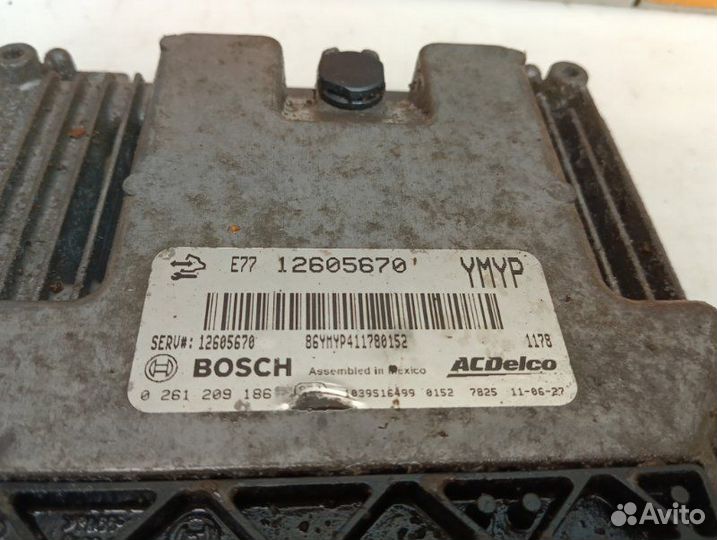 E77 12605670 YMYP
SERV#: 12605670 86YMYP411780152 1178
BOSCH Assembled in Mexico ACDelco
0 261 209 186 1039S16499 0152 7825 11-06-27
Avito